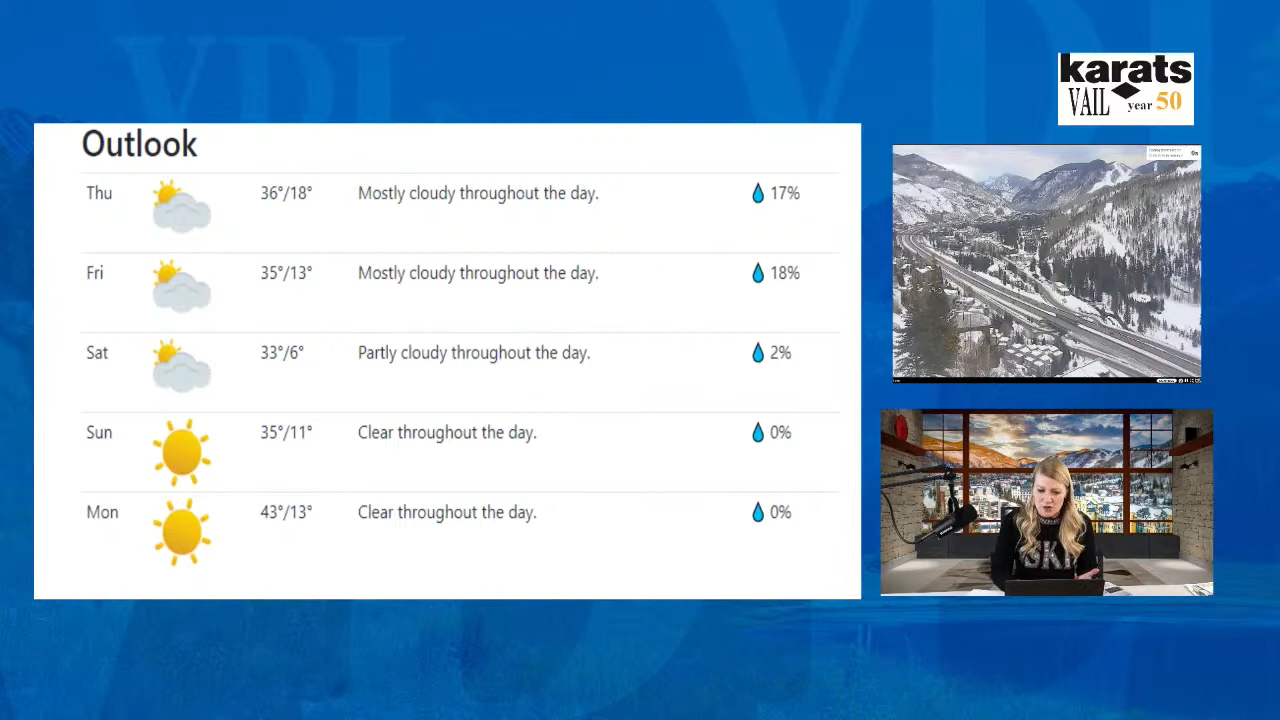 VDL
karats
VAIL year 50
Outlook
Thu 36°/18° Mostly cloudy throughout the day. 17%
Fri 35°/13° Mostly cloudy throughout the day. 18%
Sat 33°/6° Partly cloudy throughout the day. 2%
Sun 35°/11° Clear throughout the day. 0%
Mon 43°/13° Clear throughout the day. 0%